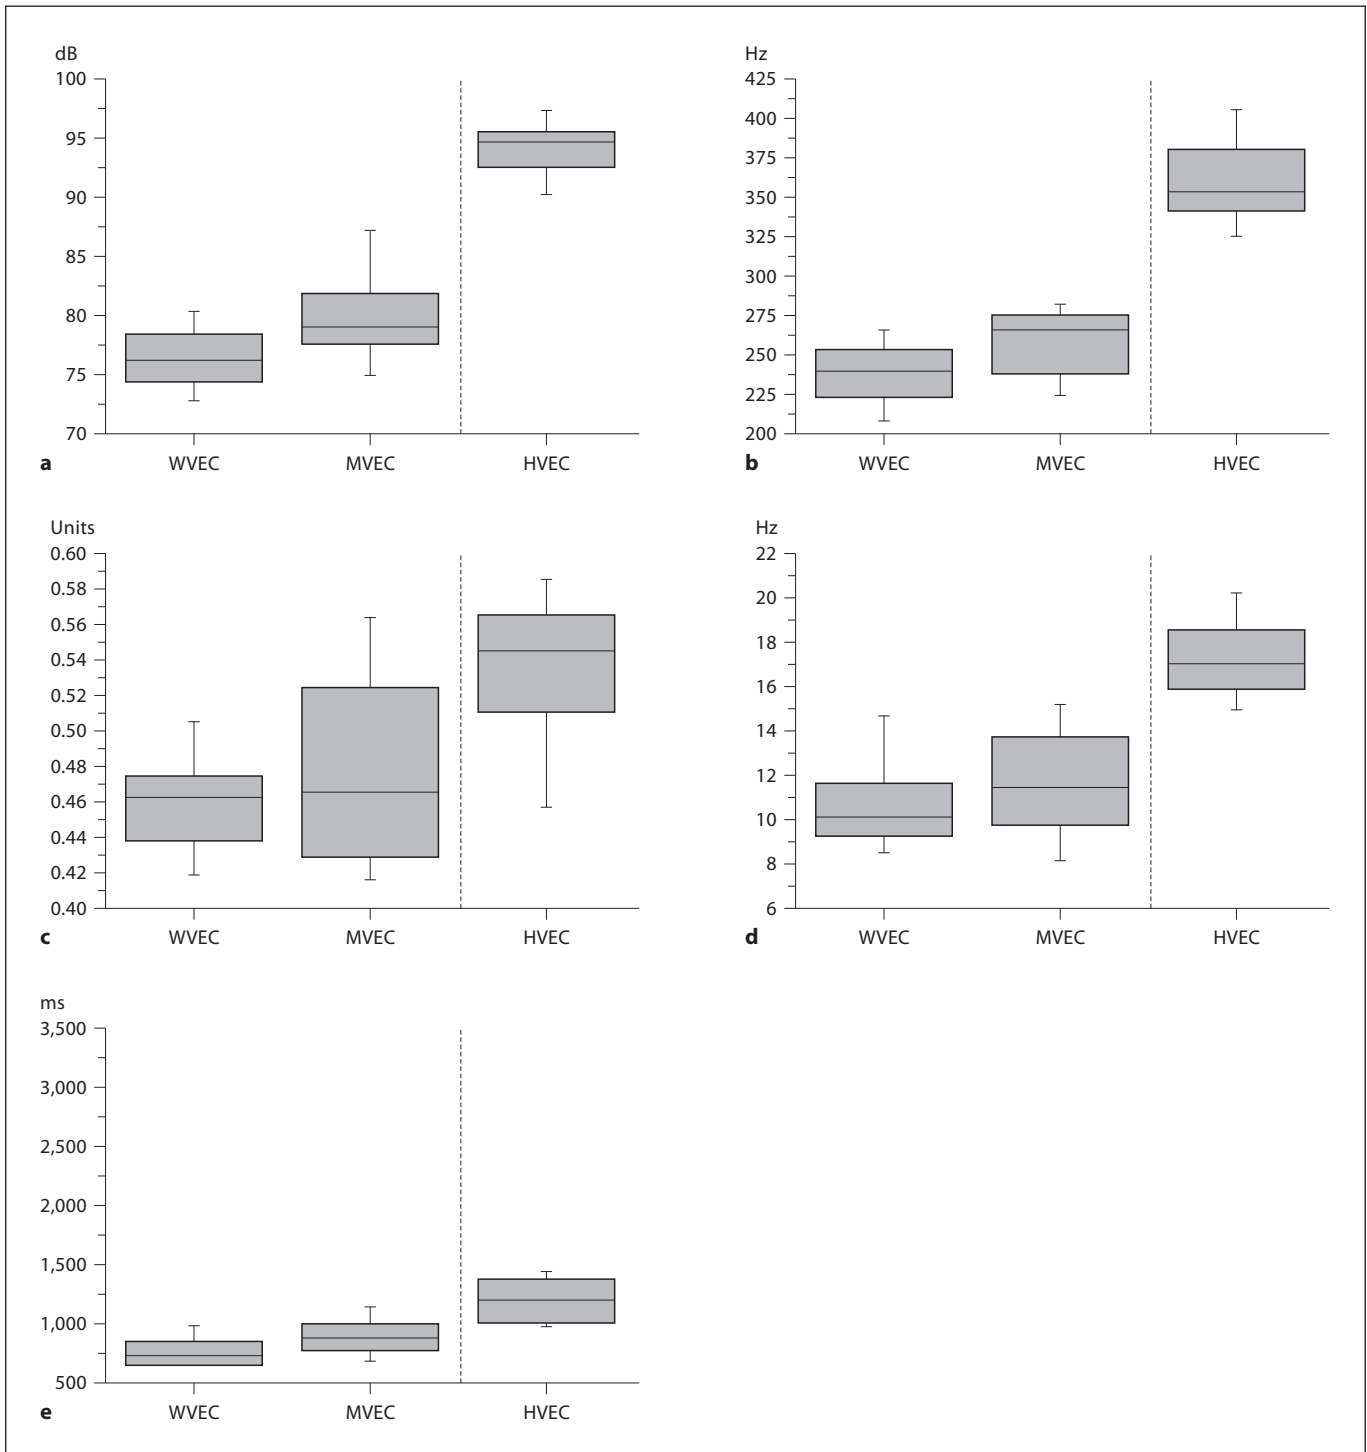 dB
100
95
90
85
80
75
70
WVEC MVEC HVEC
a
Hz
425
400
375
350
325
300
275
250
225
200
WVEC MVEC HVEC
b
Units
0.60
0.58
0.56
0.54
0.52
0.50
0.48
0.46
0.44
0.42
0.40
WVEC MVEC HVEC
c
Hz
22
20
18
16
14
12
10
8
6
WVEC MVEC HVEC
d
ms
3,500
3,000
2,500
2,000
1,500
1,000
500
WVEC MVEC HVEC
e